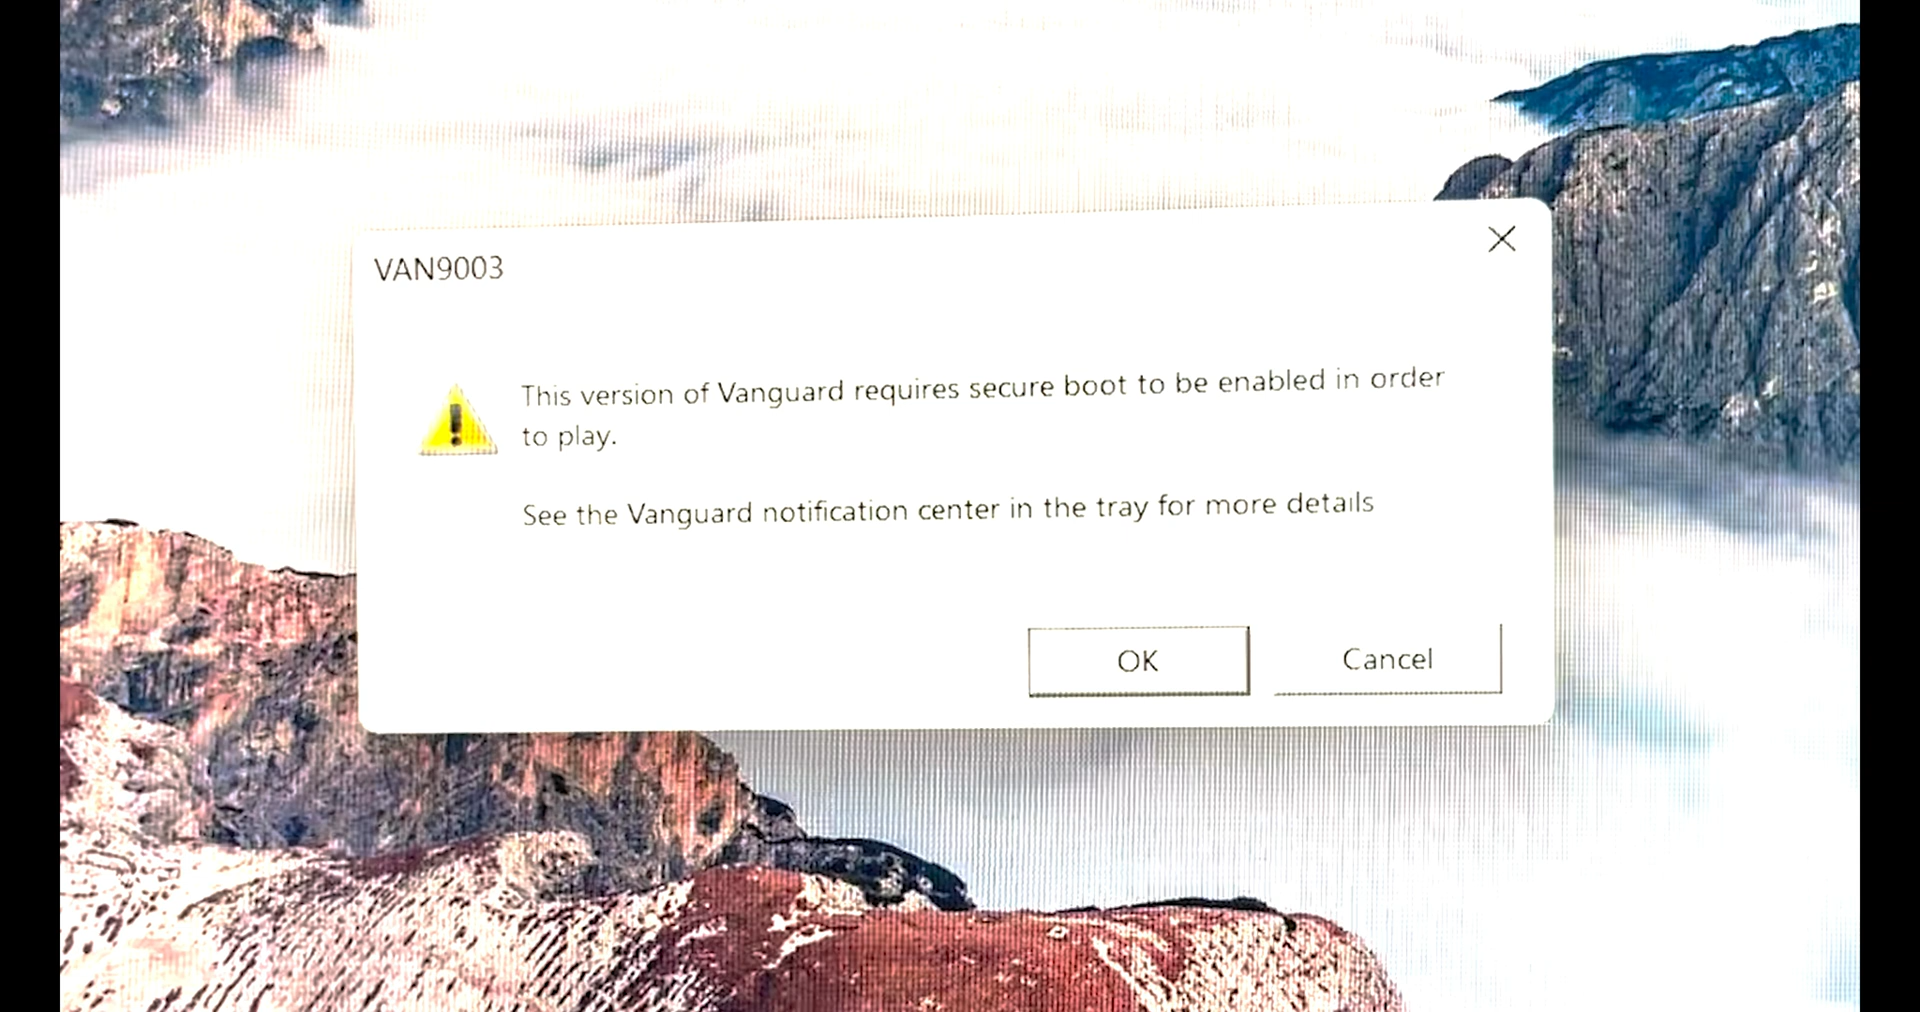 VAN9003
This version of Vanguard requires secure boot to be enabled in order
to play.
See the Vanguard notification center in the tray for more details
OK
Cancel